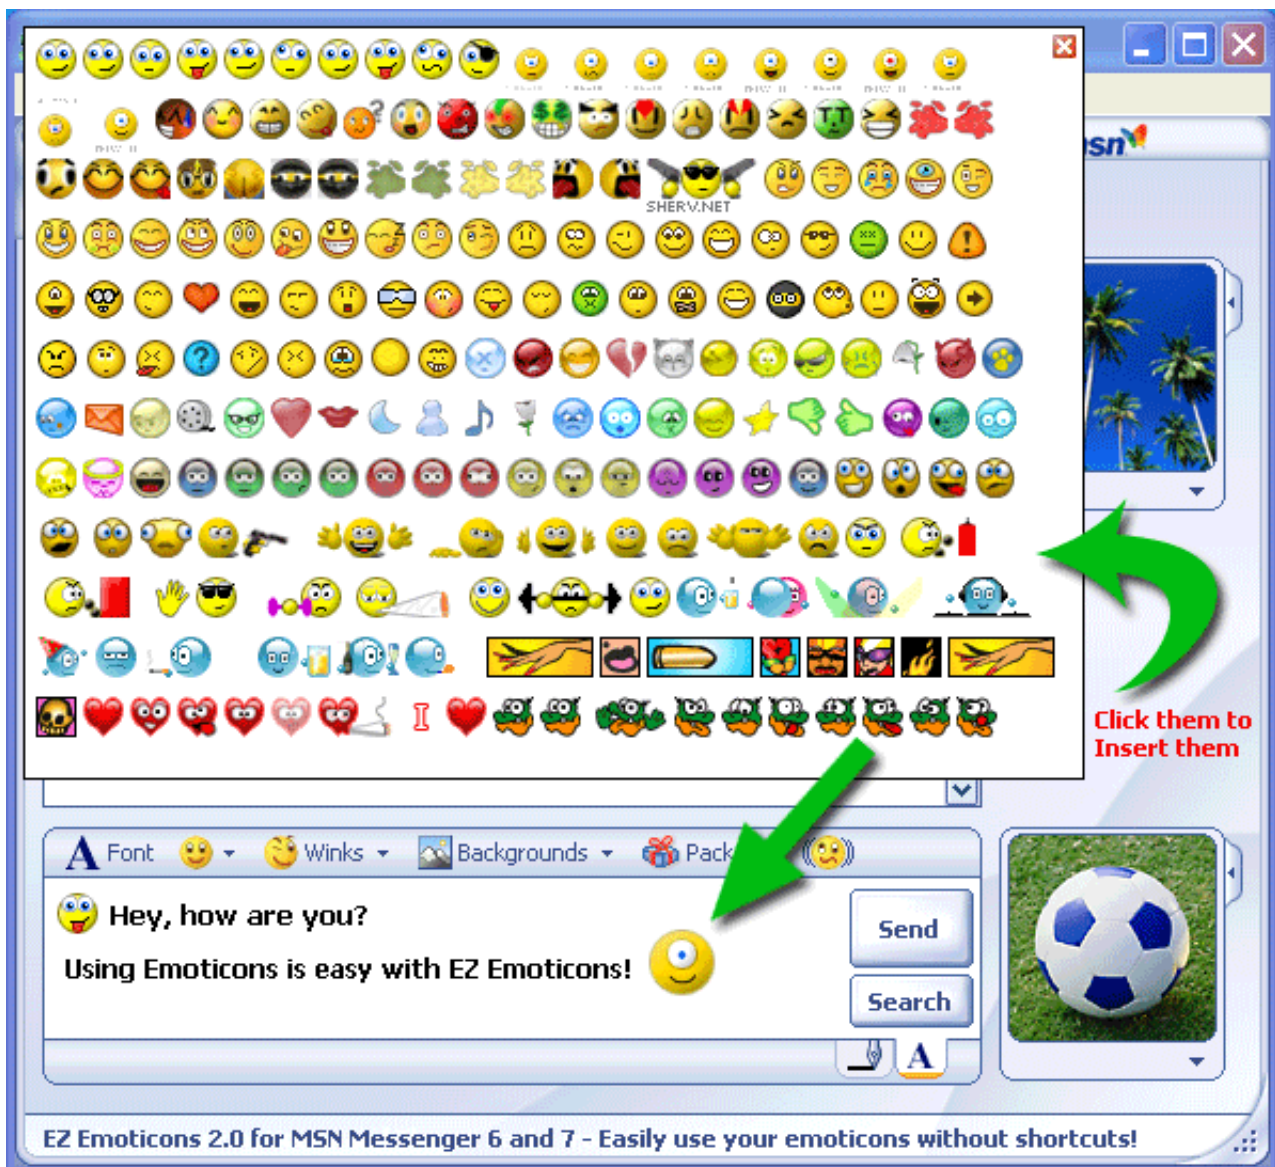 SHERV.NET
msn
Click them to
Insert them
A Font
Winks
Backgrounds
Pack
Hey, how are you?
Send
Using Emoticons is easy with EZ Emoticons!
Search
A
EZ Emoticons 2.0 for MSN Messenger 6 and 7 - Easily use your emoticons without shortcuts!